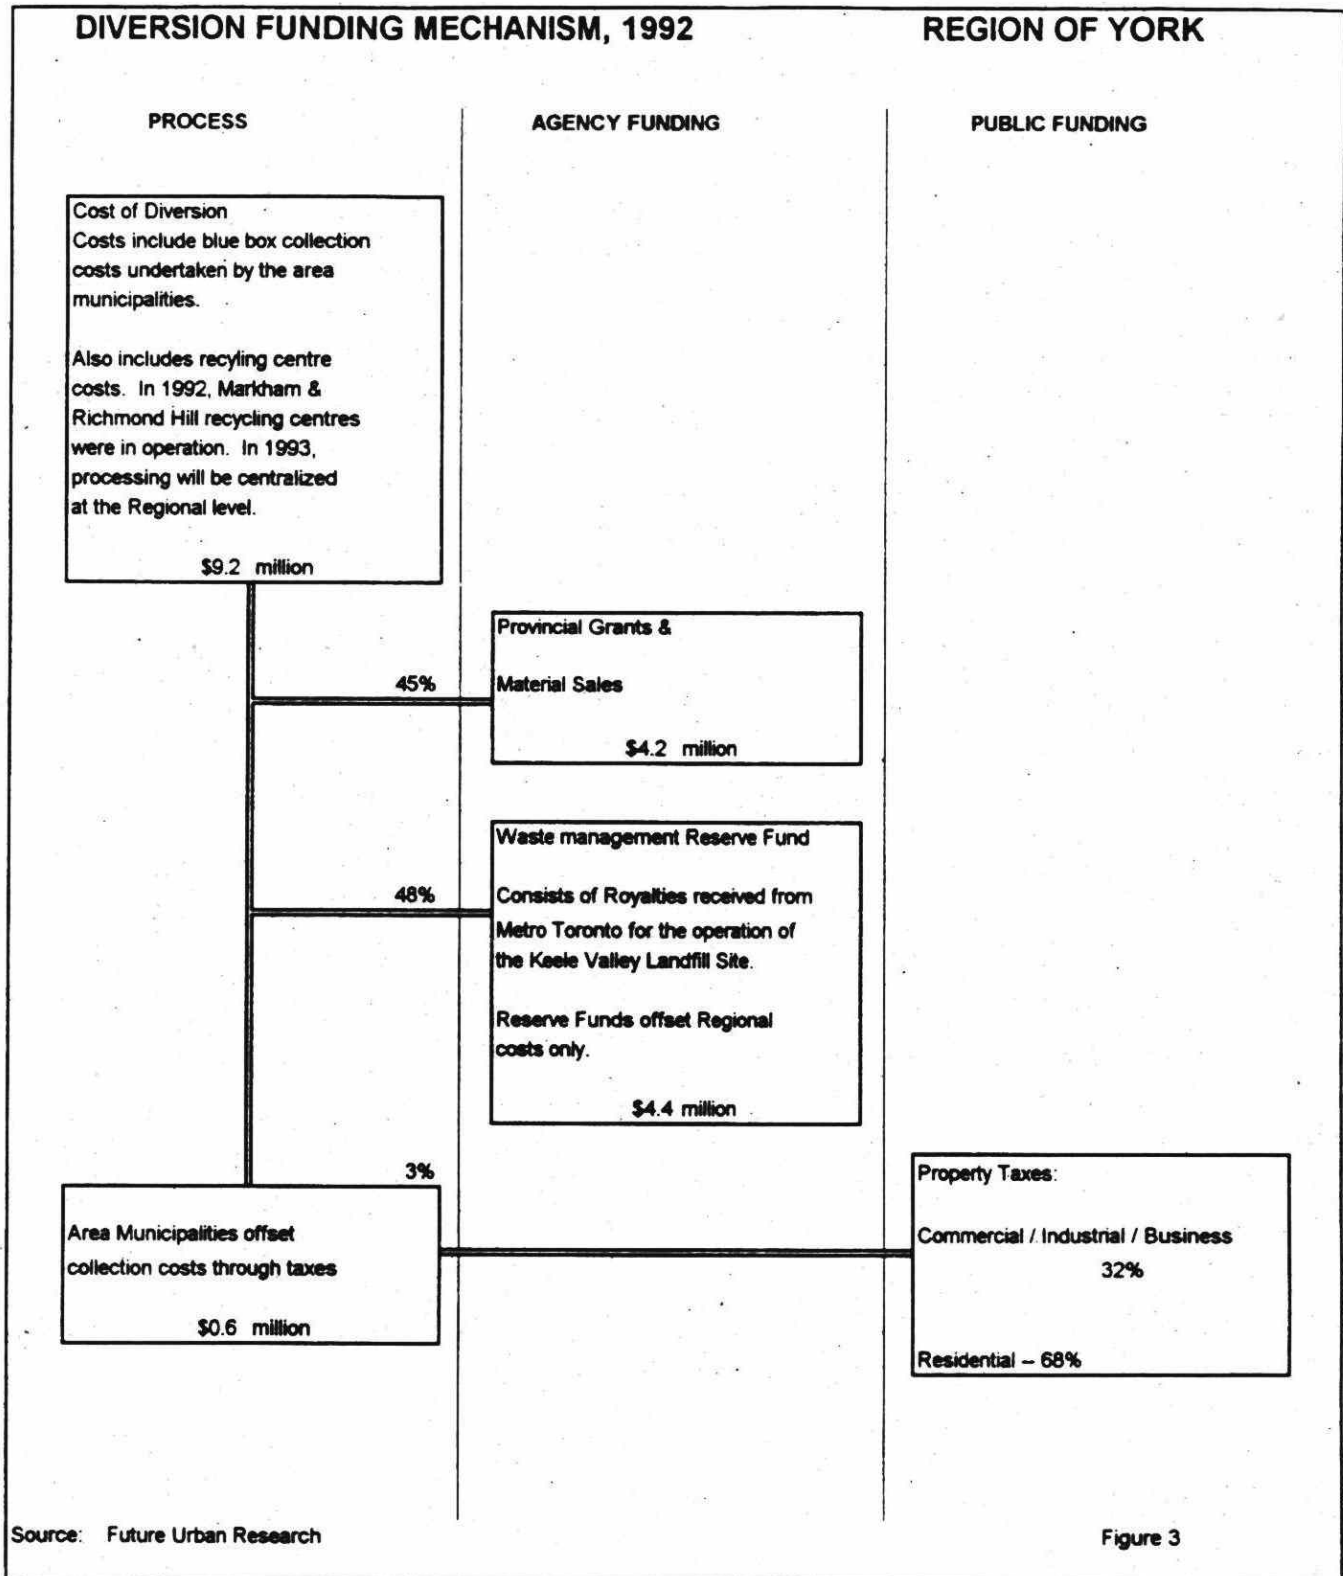 DIVERSION FUNDING MECHANISM, 1992
REGION OF YORK
PROCESS
AGENCY FUNDING
PUBLIC FUNDING
Cost of Diversion
Costs include blue box collection
costs undertaken by the area
municipalities.
Also includes recyling centre
costs. In 1992, Markham &
Richmond Hill recycling centres
were in operation. In 1993,
processing will be centralized
at the Regional level.
$9.2 million
45%
Provincial Grants &
Material Sales
$4.2 million
48%
Waste management Reserve Fund
Consists of Royalties received from
Metro Toronto for the operation of
the Keele Valley Landfill Site.
Reserve Funds offset Regional
costs only.
$4.4 million
3%
Area Municipalities offset
collection costs through taxes
$0.6 million
Property Taxes:
Commercial / Industrial / Business
32%
Residential -- 68%
Source: Future Urban Research
Figure 3